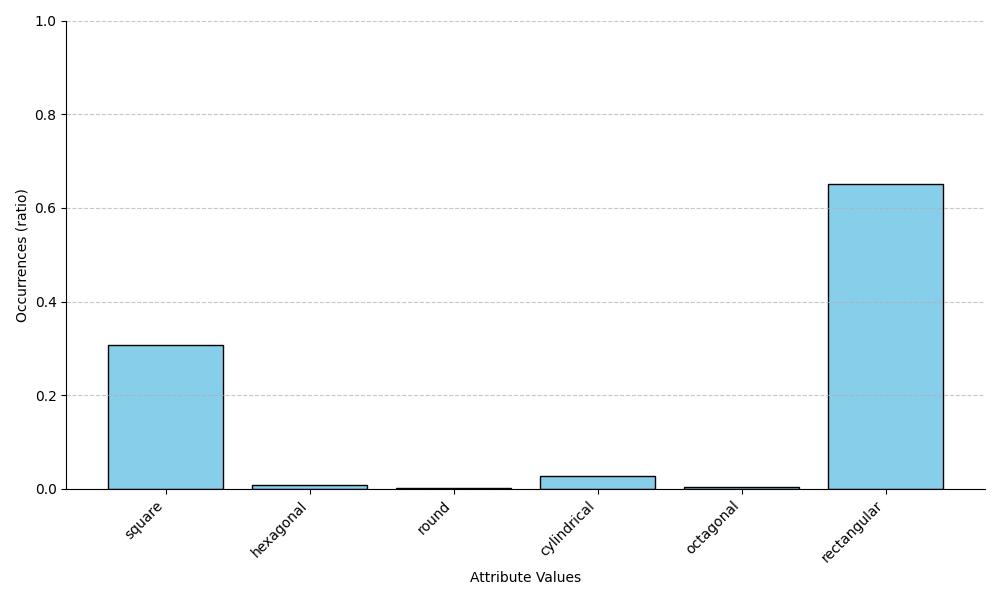 1.0
0.8
0.6
0.4
0.2
0.0
Occurrences (ratio)
square
hexagonal
round
cylindrical
octagonal
rectangular
Attribute Values